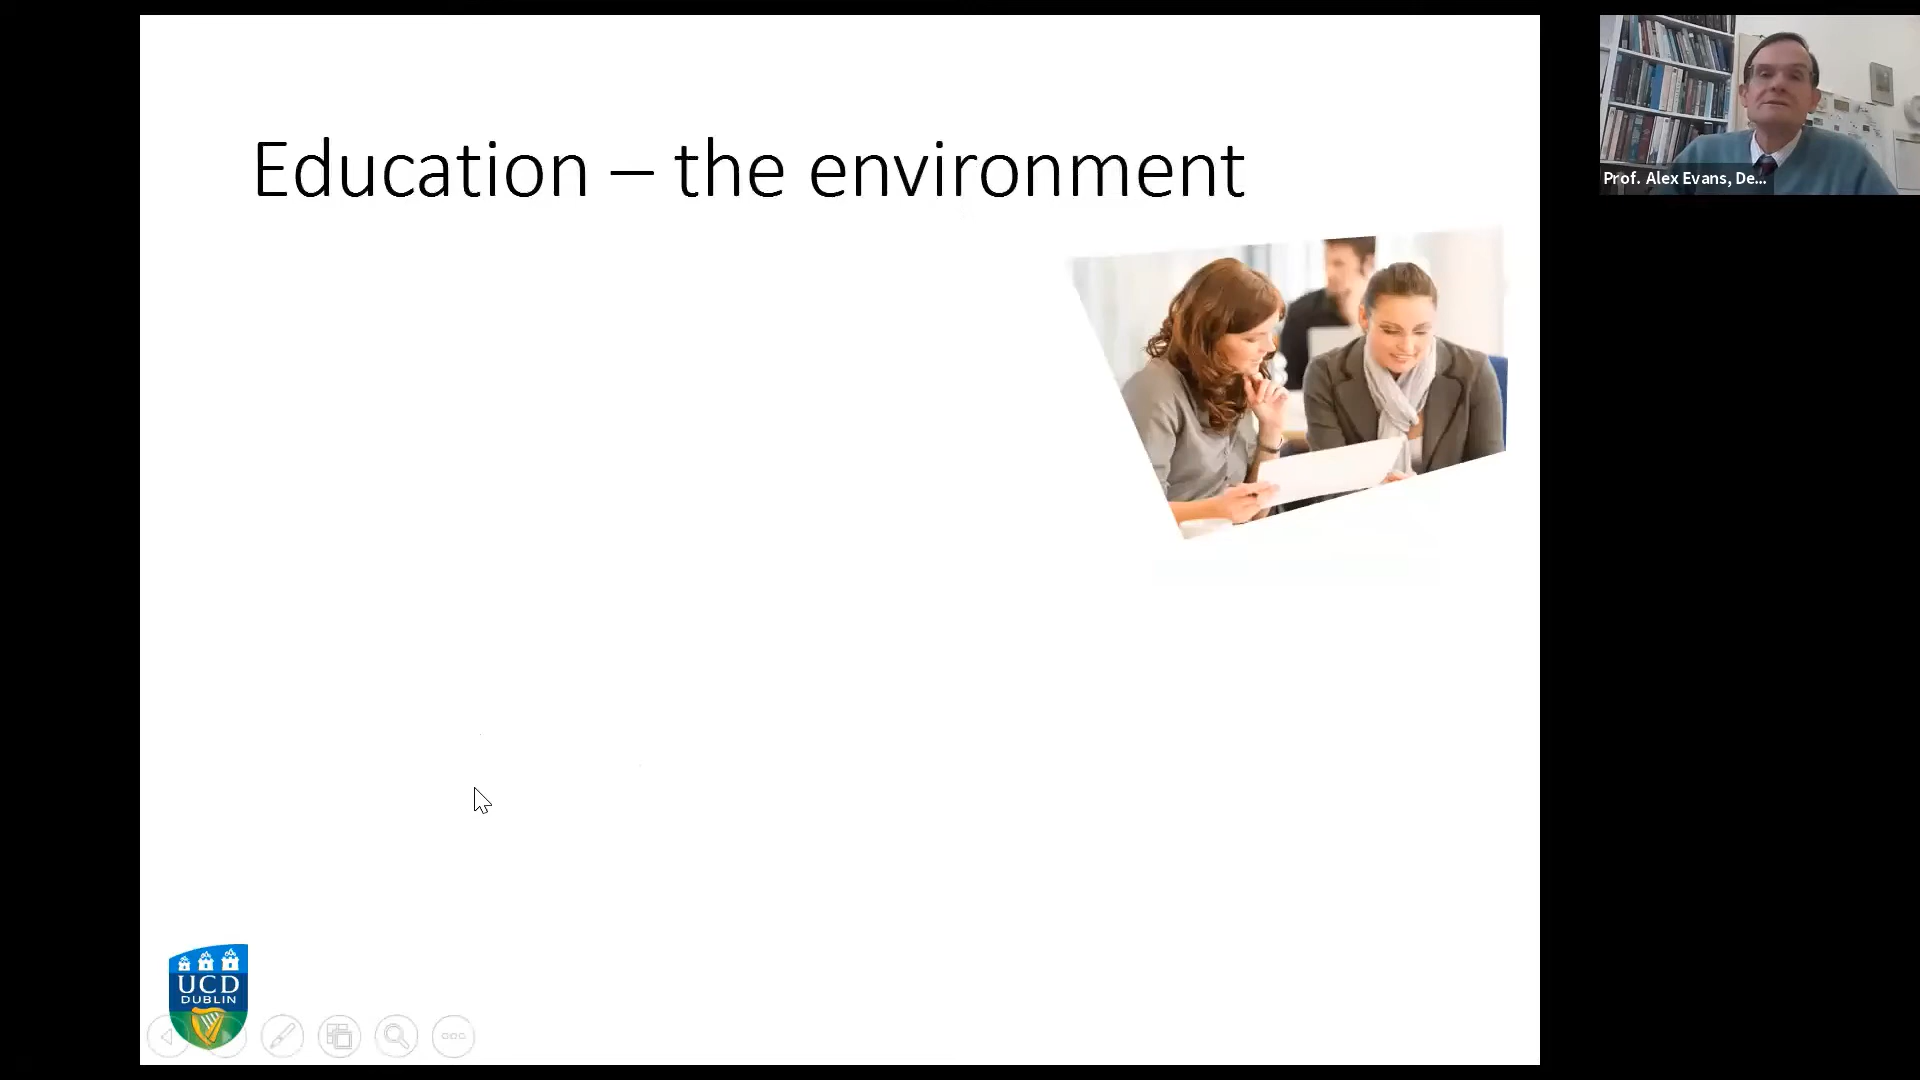 Education – the environment
Prof. Alex Evans, De...
UCD
DUBLIN